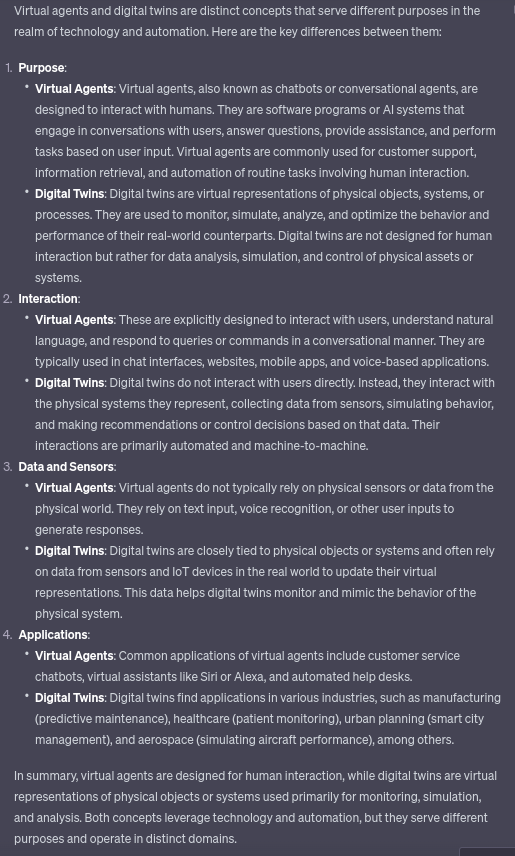 Virtual agents and digital twins are distinct concepts that serve different purposes in the
realm of technology and automation. Here are the key differences between them:
1. Purpose:
• Virtual Agents: Virtual agents, also known as chatbots or conversational agents, are
designed to interact with humans. They are software programs or AI systems that
engage in conversations with users, answer questions, provide assistance, and perform
tasks based on user input. Virtual agents are commonly used for customer support,
information retrieval, and automation of routine tasks involving human interaction.
• Digital Twins: Digital twins are virtual representations of physical objects, systems, or
processes. They are used to monitor, simulate, analyze, and optimize the behavior and
performance of their real-world counterparts. Digital twins are not designed for human
interaction but rather for data analysis, simulation, and control of physical assets or
systems.
2. Interaction:
• Virtual Agents: These are explicitly designed to interact with users, understand natural
language, and respond to queries or commands in a conversational manner. They are
typically used in chat interfaces, websites, mobile apps, and voice-based applications.
• Digital Twins: Digital twins do not interact with users directly. Instead, they interact with
the physical systems they represent, collecting data from sensors, simulating behavior,
and making recommendations or control decisions based on that data. Their
interactions are primarily automated and machine-to-machine.
3. Data and Sensors:
• Virtual Agents: Virtual agents do not typically rely on physical sensors or data from the
physical world. They rely on text input, voice recognition, or other user inputs to
generate responses.
• Digital Twins: Digital twins are closely tied to physical objects or systems and often rely
on data from sensors and IoT devices in the real world to update their virtual
representations. This data helps digital twins monitor and mimic the behavior of the
physical system.
4. Applications:
• Virtual Agents: Common applications of virtual agents include customer service
chatbots, virtual assistants like Siri or Alexa, and automated help desks.
• Digital Twins: Digital twins find applications in various industries, such as manufacturing
(predictive maintenance), healthcare (patient monitoring), urban planning (smart city
management), and aerospace (simulating aircraft performance), among others.
In summary, virtual agents are designed for human interaction, while digital twins are virtual
representations of physical objects or systems used primarily for monitoring, simulation,
and analysis. Both concepts leverage technology and automation, but they serve different
purposes and operate in distinct domains.